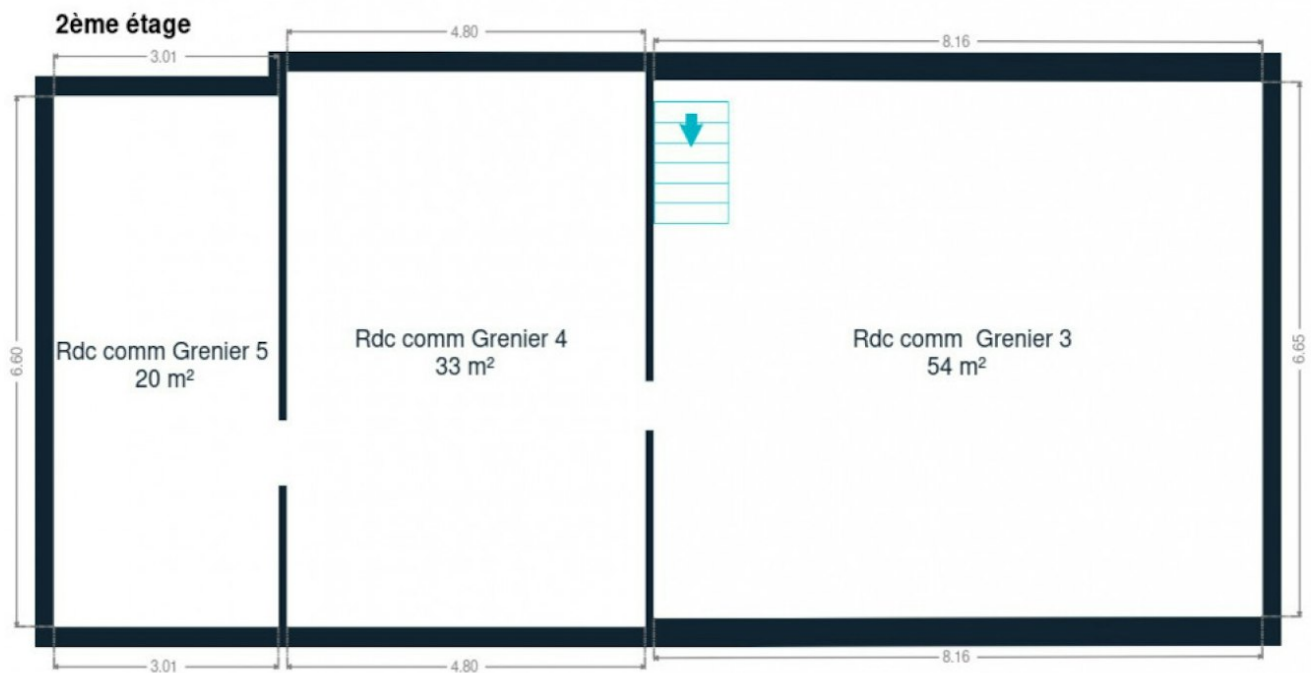 2ème étage
3.01
4.80
8.16
6.60
Rdc comm Grenier 5
20 m²
Rdc comm Grenier 4
33 m²
Rdc comm Grenier 3
54 m²
6.65
3.01
4.80
8.16